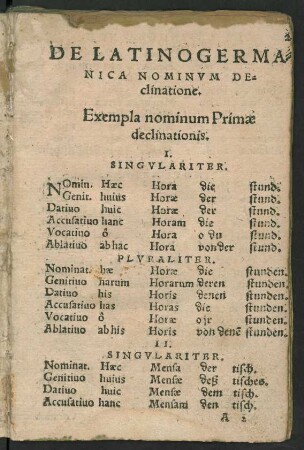 DE LATINOGERMA
NICA NOMINVM DE=
clinatione.
Exempla nominum Primæ
declinationis.
I.
SINGVLARITER.
NOmin. Hæc Hora die stund.
Genit. huius Horæ der stund.
Datiuo huic Horæ der stund.
Accusatiuo hanc Horam die stund.
Vocatiuo ô Hora o du stund.
Ablatiuo ab hac Hora von der stund.
PLVRALITER.
Nominat. hæ Horæ die stunden.
Genitiuo harum Horarum deren stunden.
Datiuo his Horis denen stunden.
Accusatiuo has Horas die stunden.
Vocatiuo ô Horæ o jr stunden.
Ablatiuo ab his Horis von denẽ stunden.
II.
SINGVLARITER.
Nominat. Hæc Mensa der tisch.
Genitiuo huius Mensæ deß tisches.
Datiuo huic Mensæ dem tisch.
Accusatiuo hanc Mensam den tisch.
A 2